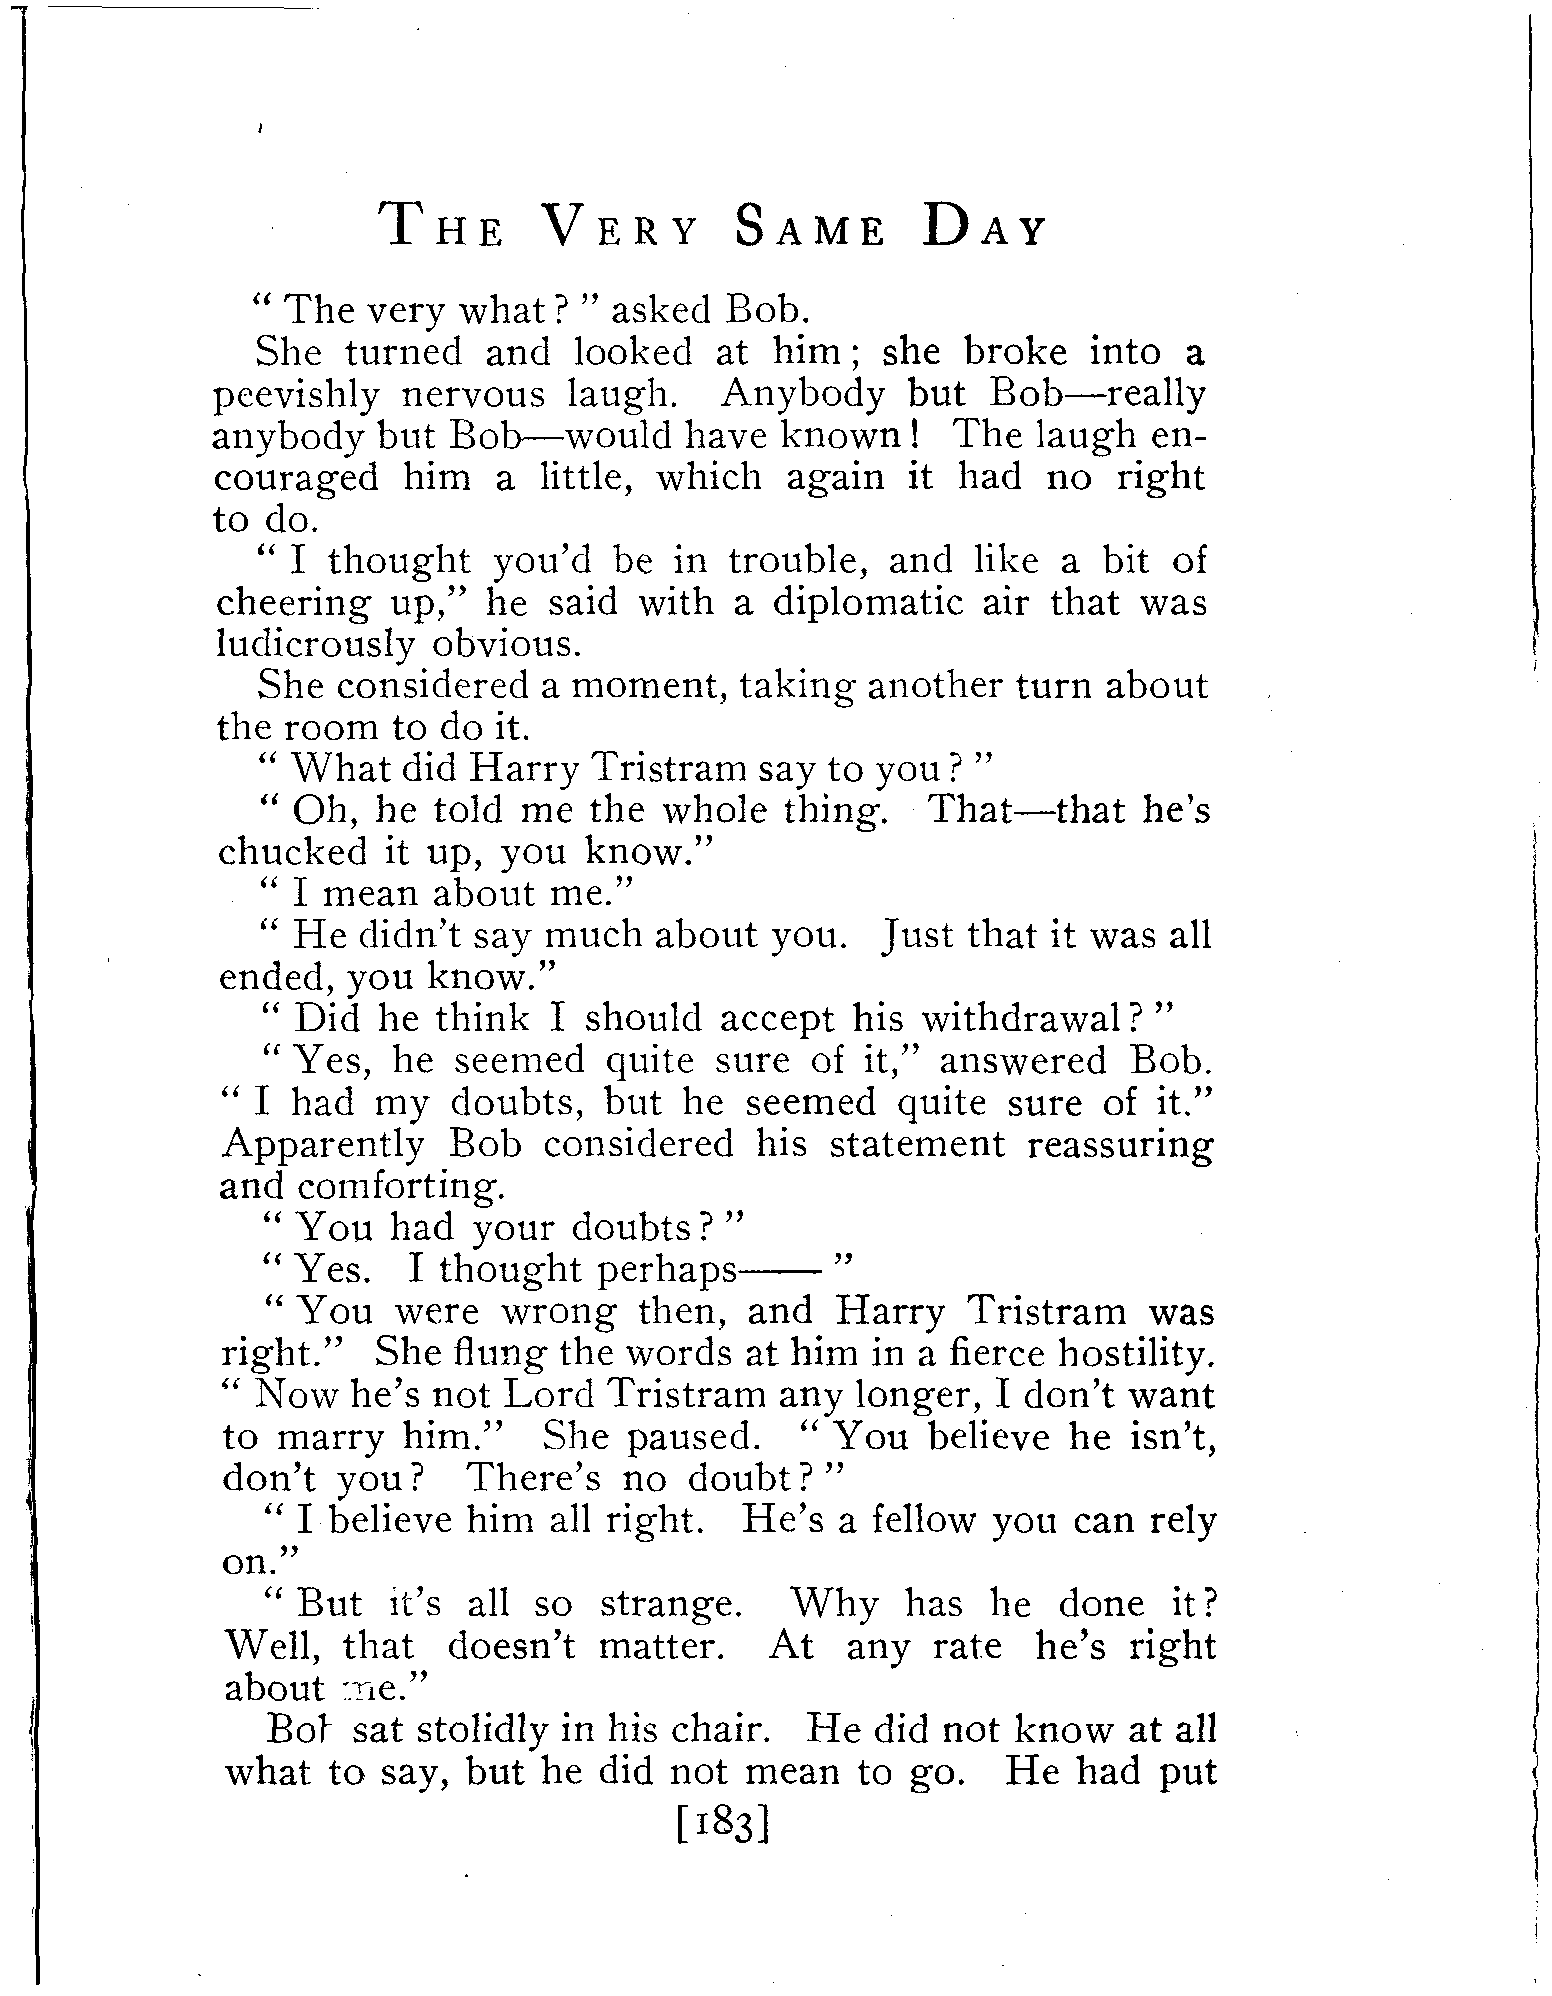 THE VERY SAME DAY
“ The very what ? ” asked Bob.
She turned and looked at him ; she broke into a
peevishly nervous laugh. Anybody but Bob—really
anybody but Bob—would have known ! The laugh en-
couraged him a little, which again it had no right
to do.
“ I thought you’d be in trouble, and like a bit of
cheering up,” he said with a diplomatic air that was
ludicrously obvious.
She considered a moment, taking another turn about
the room to do it.
“ What did Harry Tristram say to you ? ”
“ Oh, he told me the whole thing. That—that he’s
chucked it up, you know.”
“ I mean about me.”
“ He didn’t say much about you. Just that it was all
ended, you know.”
“ Did he think I should accept his withdrawal ? ”
“ Yes, he seemed quite sure of it,” answered Bob.
“ I had my doubts, but he seemed quite sure of it.”
Apparently Bob considered his statement reassuring
and comforting.
“ You had your doubts ? ”
“ Yes. I thought perhaps—— ”
“ You were wrong then, and Harry Tristram was
right.” She flung the words at him in a fierce hostility.
“ Now he’s not Lord Tristram any longer, I don’t want
to marry him.” She paused. “ You believe he isn’t,
don’t you ? There’s no doubt ? ”
“ I believe him all right. He’s a fellow you can rely
on.”
“ But it’s all so strange. Why has he done it ?
Well, that doesn’t matter. At any rate he’s right
about me.”
Bob sat stolidly in his chair. He did not know at all
what to say, but he did not mean to go. He had put
[183]